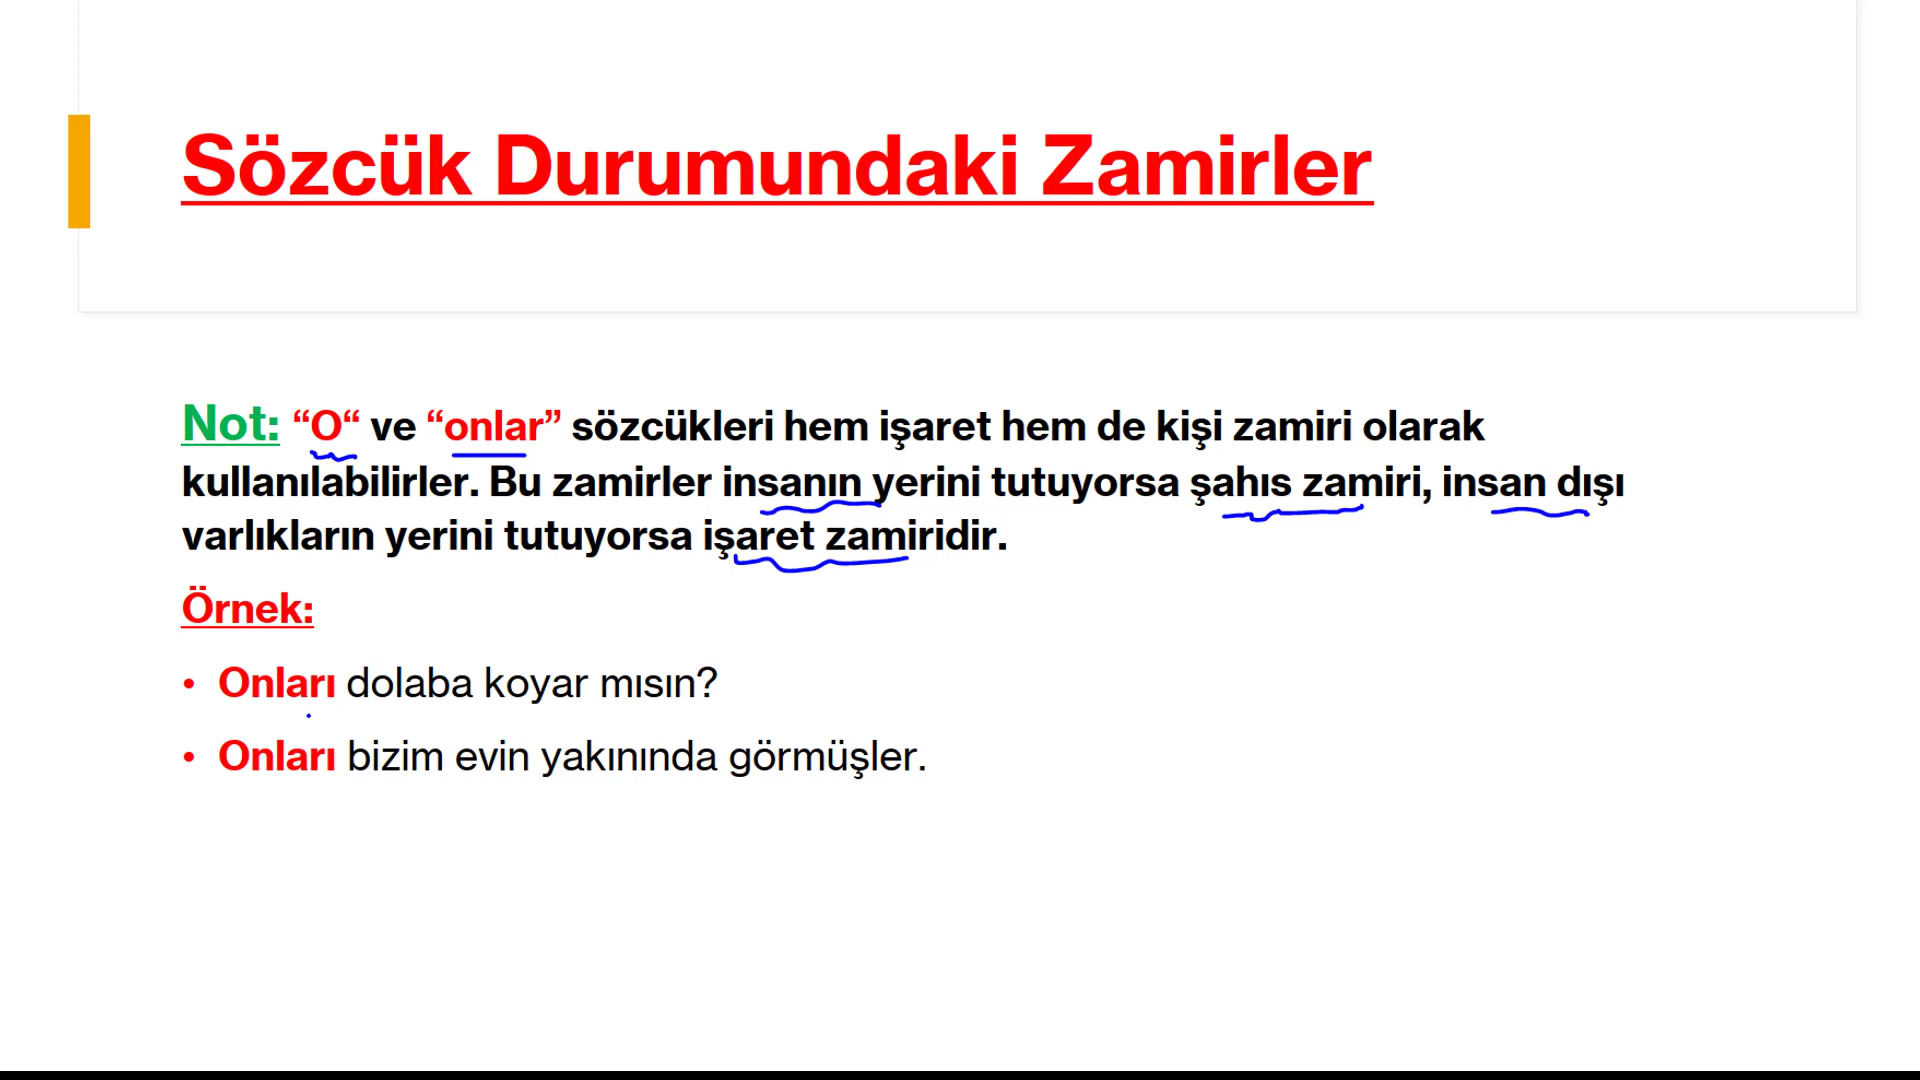 Sözcük Durumundaki Zamirler
Not: “O“ ve “onlar” sözcükleri hem işaret hem de kişi zamiri olarak
kullanılabilirler. Bu zamirler insanın yerini tutuyorsa şahıs zamiri, insan dışı
varlıkların yerini tutuyorsa işaret zamiridir.
Örnek:
• Onları dolaba koyar mısın?
• Onları bizim evin yakınında görmüşler.